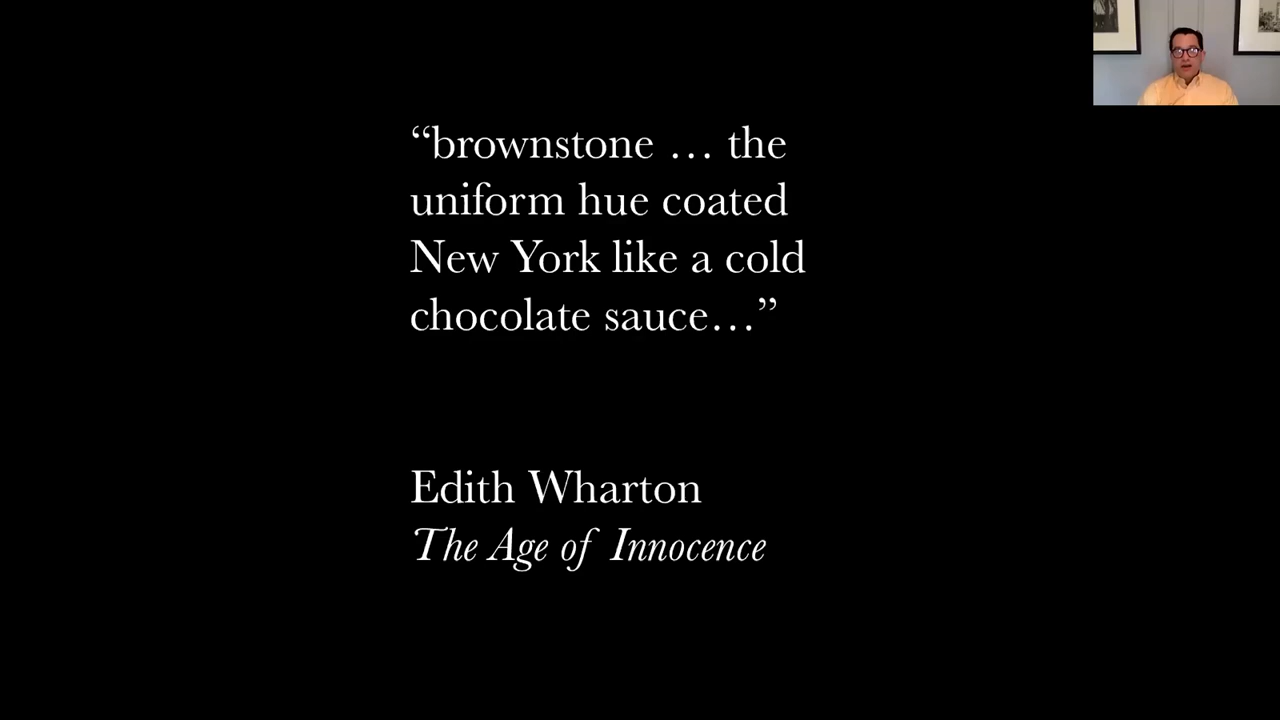 “brownstone … the
uniform hue coated
New York like a cold
chocolate sauce…”
Edith Wharton
The Age of Innocence